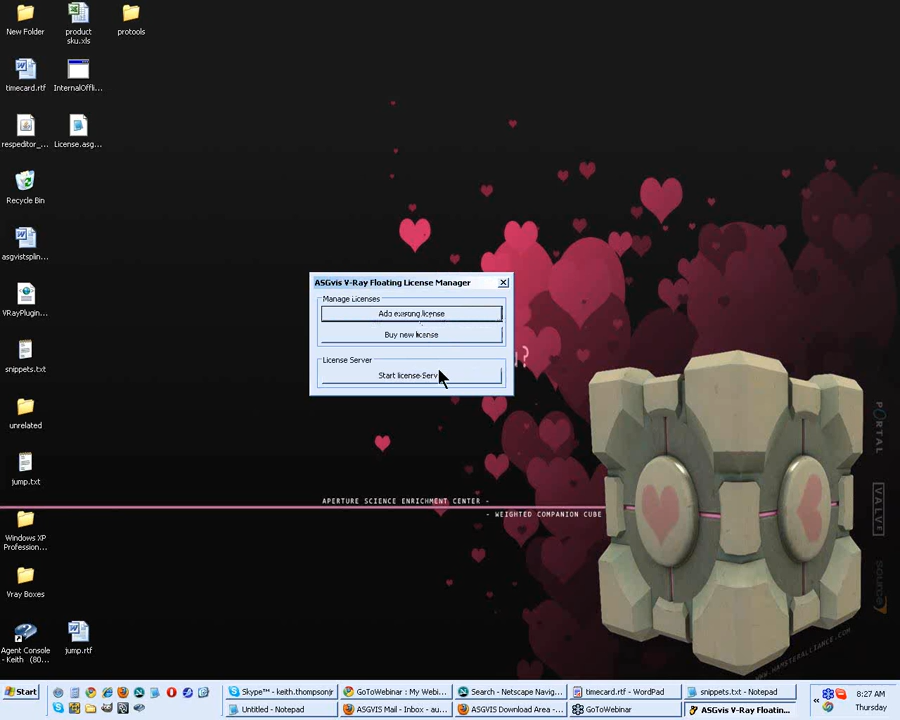 New Folder
product
sku.xls
protools
timecard.rtf
InternalOffli...
respeditor_...
License.asg...
Recycle Bin
asgvistsplin...
VRayPlugin...
snippets.txt
unrelated
jump.txt
Windows XP
Profession...
Vray Boxes
Agent Console
- Keith (80...
jump.rtf
ASGvis V-Ray Floating License Manager
Manage Licenses
Add existing license
Buy new license
License Server
Start license Serv
?
APERTURE SCIENCE ENRICHMENT CENTER -
- WEIGHTED COMPANION CUBE
PORTAL
VALVE
source
WWW.HAMSTERALLIANCE.COM
Start
Skype™ - keith.thompsonjr
GoToWebinar : My Webi...
Search - Netscape Navig...
timecard.rtf - WordPad
snippets.txt - Notepad
8:27 AM
Untitled - Notepad
ASGVIS Mail - Inbox - au...
ASGVIS Download Area - ...
GoToWebinar
ASGvis V-Ray Floatin...
Thursday